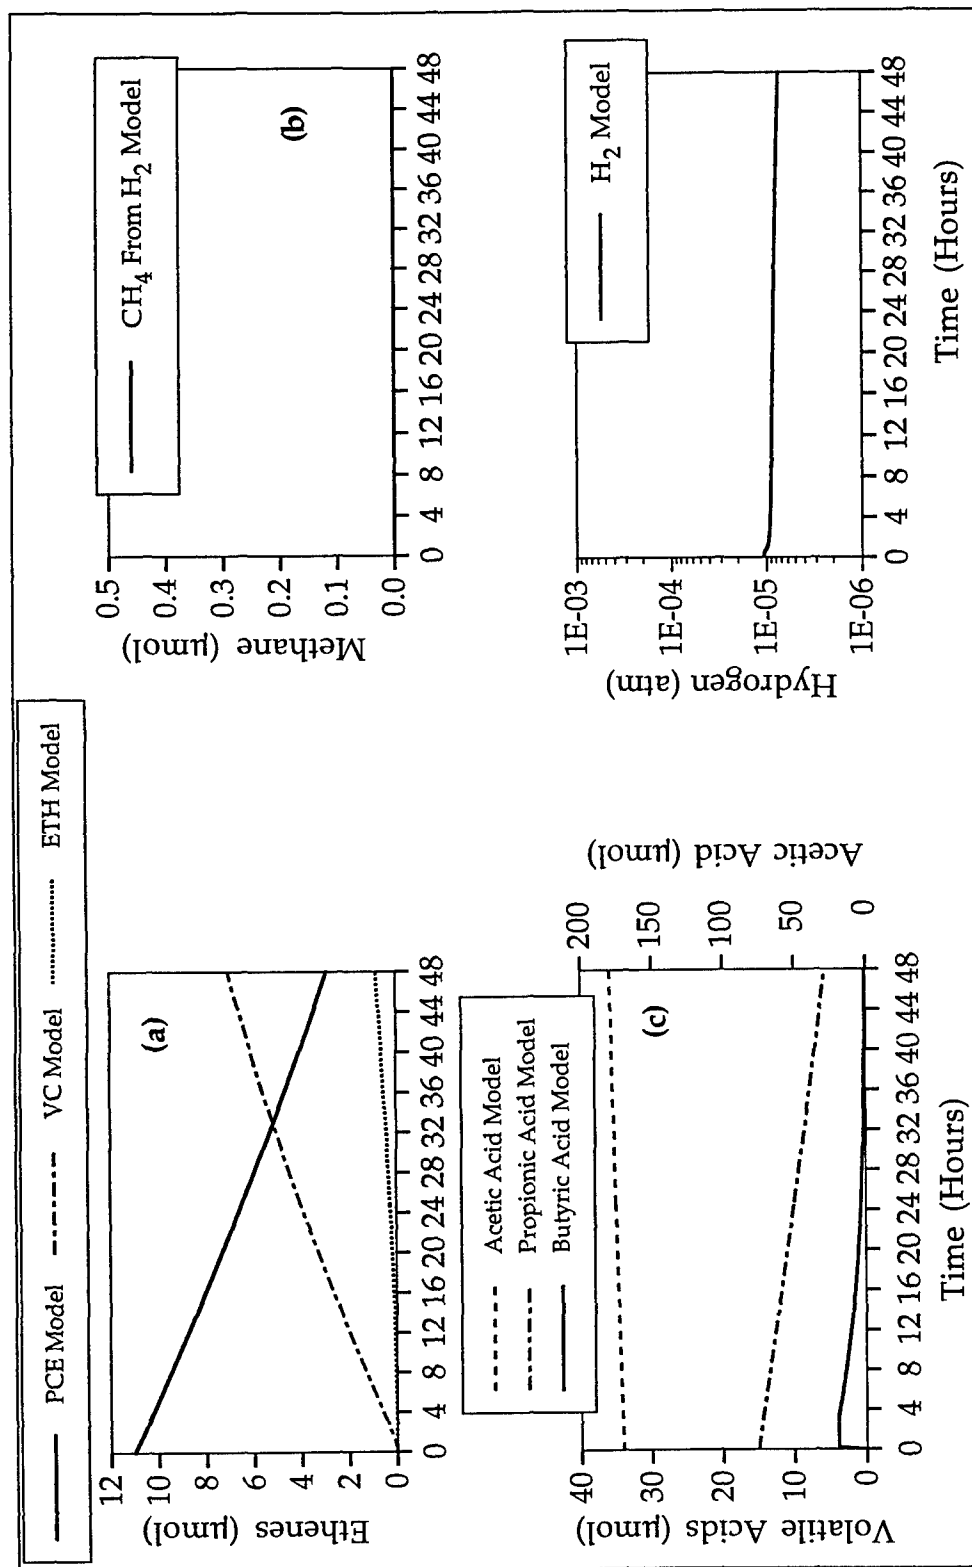 PCE Model VC Model ETH Model
12
10
8
6
4
2
0
Ethenes (µmol)
(a)
0 4 8 12 16 20 24 28 32 36 40 44 48
CH4 From H2 Model
0.5
0.4
0.3
0.2
0.1
0.0
Methane (µmol)
(b)
0 4 8 12 16 20 24 28 32 36 40 44 48
Acetic Acid Model
Propionic Acid Model
Butyric Acid Model
40
30
20
10
0
Volatile Acids (µmol)
(c)
200
150
100
50
0
Acetic Acid (µmol)
0 4 8 12 16 20 24 28 32 36 40 44 48
Time (Hours)
H2 Model
1E-03
1E-04
1E-05
1E-06
Hydrogen (atm)
0 4 8 12 16 20 24 28 32 36 40 44 48
Time (Hours)